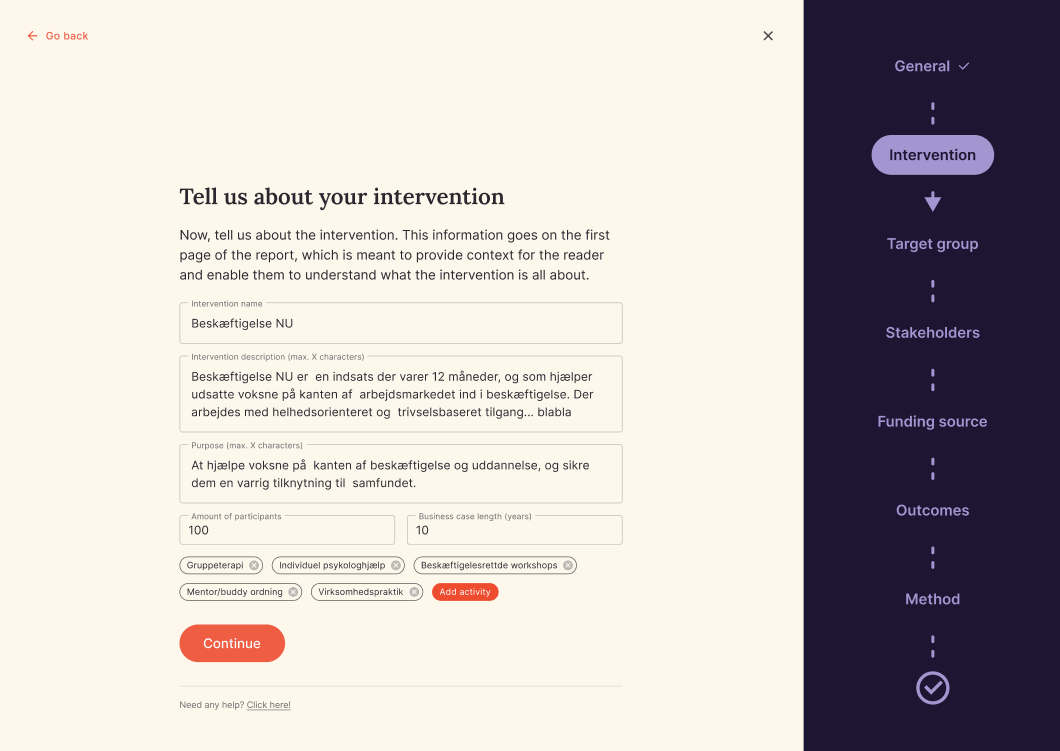 Go back
Tell us about your intervention
Now, tell us about the intervention. This information goes on the first
page of the report, which is meant to provide context for the reader
and enable them to understand what the intervention is all about.
Intervention name
Beskæftigelse NU
Intervention description (max. X characters)
Beskæftigelse NU er  en indsats der varer 12 måneder, og som hjælper
udsatte voksne på kanten af  arbejdsmarkedet ind i beskæftigelse. Der
arbejdes med helhedsorienteret og  trivselsbaseret tilgang... blabla
Purpose (max. X characters)
At hjælpe voksne på  kanten af beskæftigelse og uddannelse, og sikre
dem en varrig tilknytning til  samfundet.
Amount of participants
100
Business case length (years)
10
Gruppeterapi
Individuel psykologhjælp
Beskæftigelesrettde workshops
Mentor/buddy ordning
Virksomhedspraktik
Add activity
Continue
Need any help? Click here!
General
Intervention
Target group
Stakeholders
Funding source
Outcomes
Method